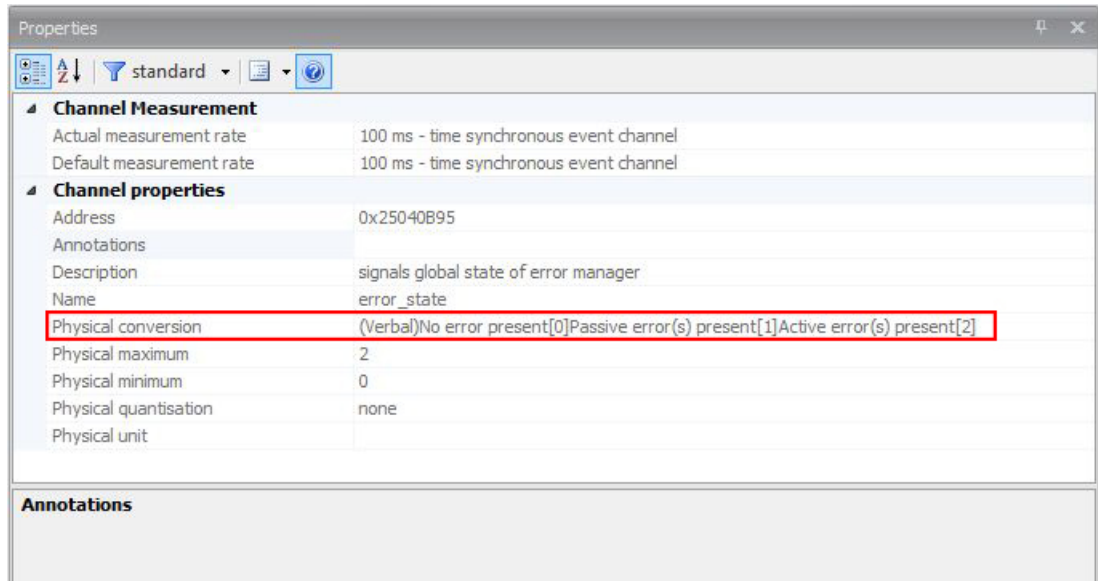 Properties
standard
Channel Measurement
Actual measurement rate 100 ms - time synchronous event channel
Default measurement rate 100 ms - time synchronous event channel
Channel properties
Address 0x25040B95
Annotations
Description signals global state of error manager
Name error_state
Physical conversion (Verbal)No error present[0]Passive error(s) present[1]Active error(s) present[2]
Physical maximum 2
Physical minimum 0
Physical quantisation none
Physical unit
Annotations